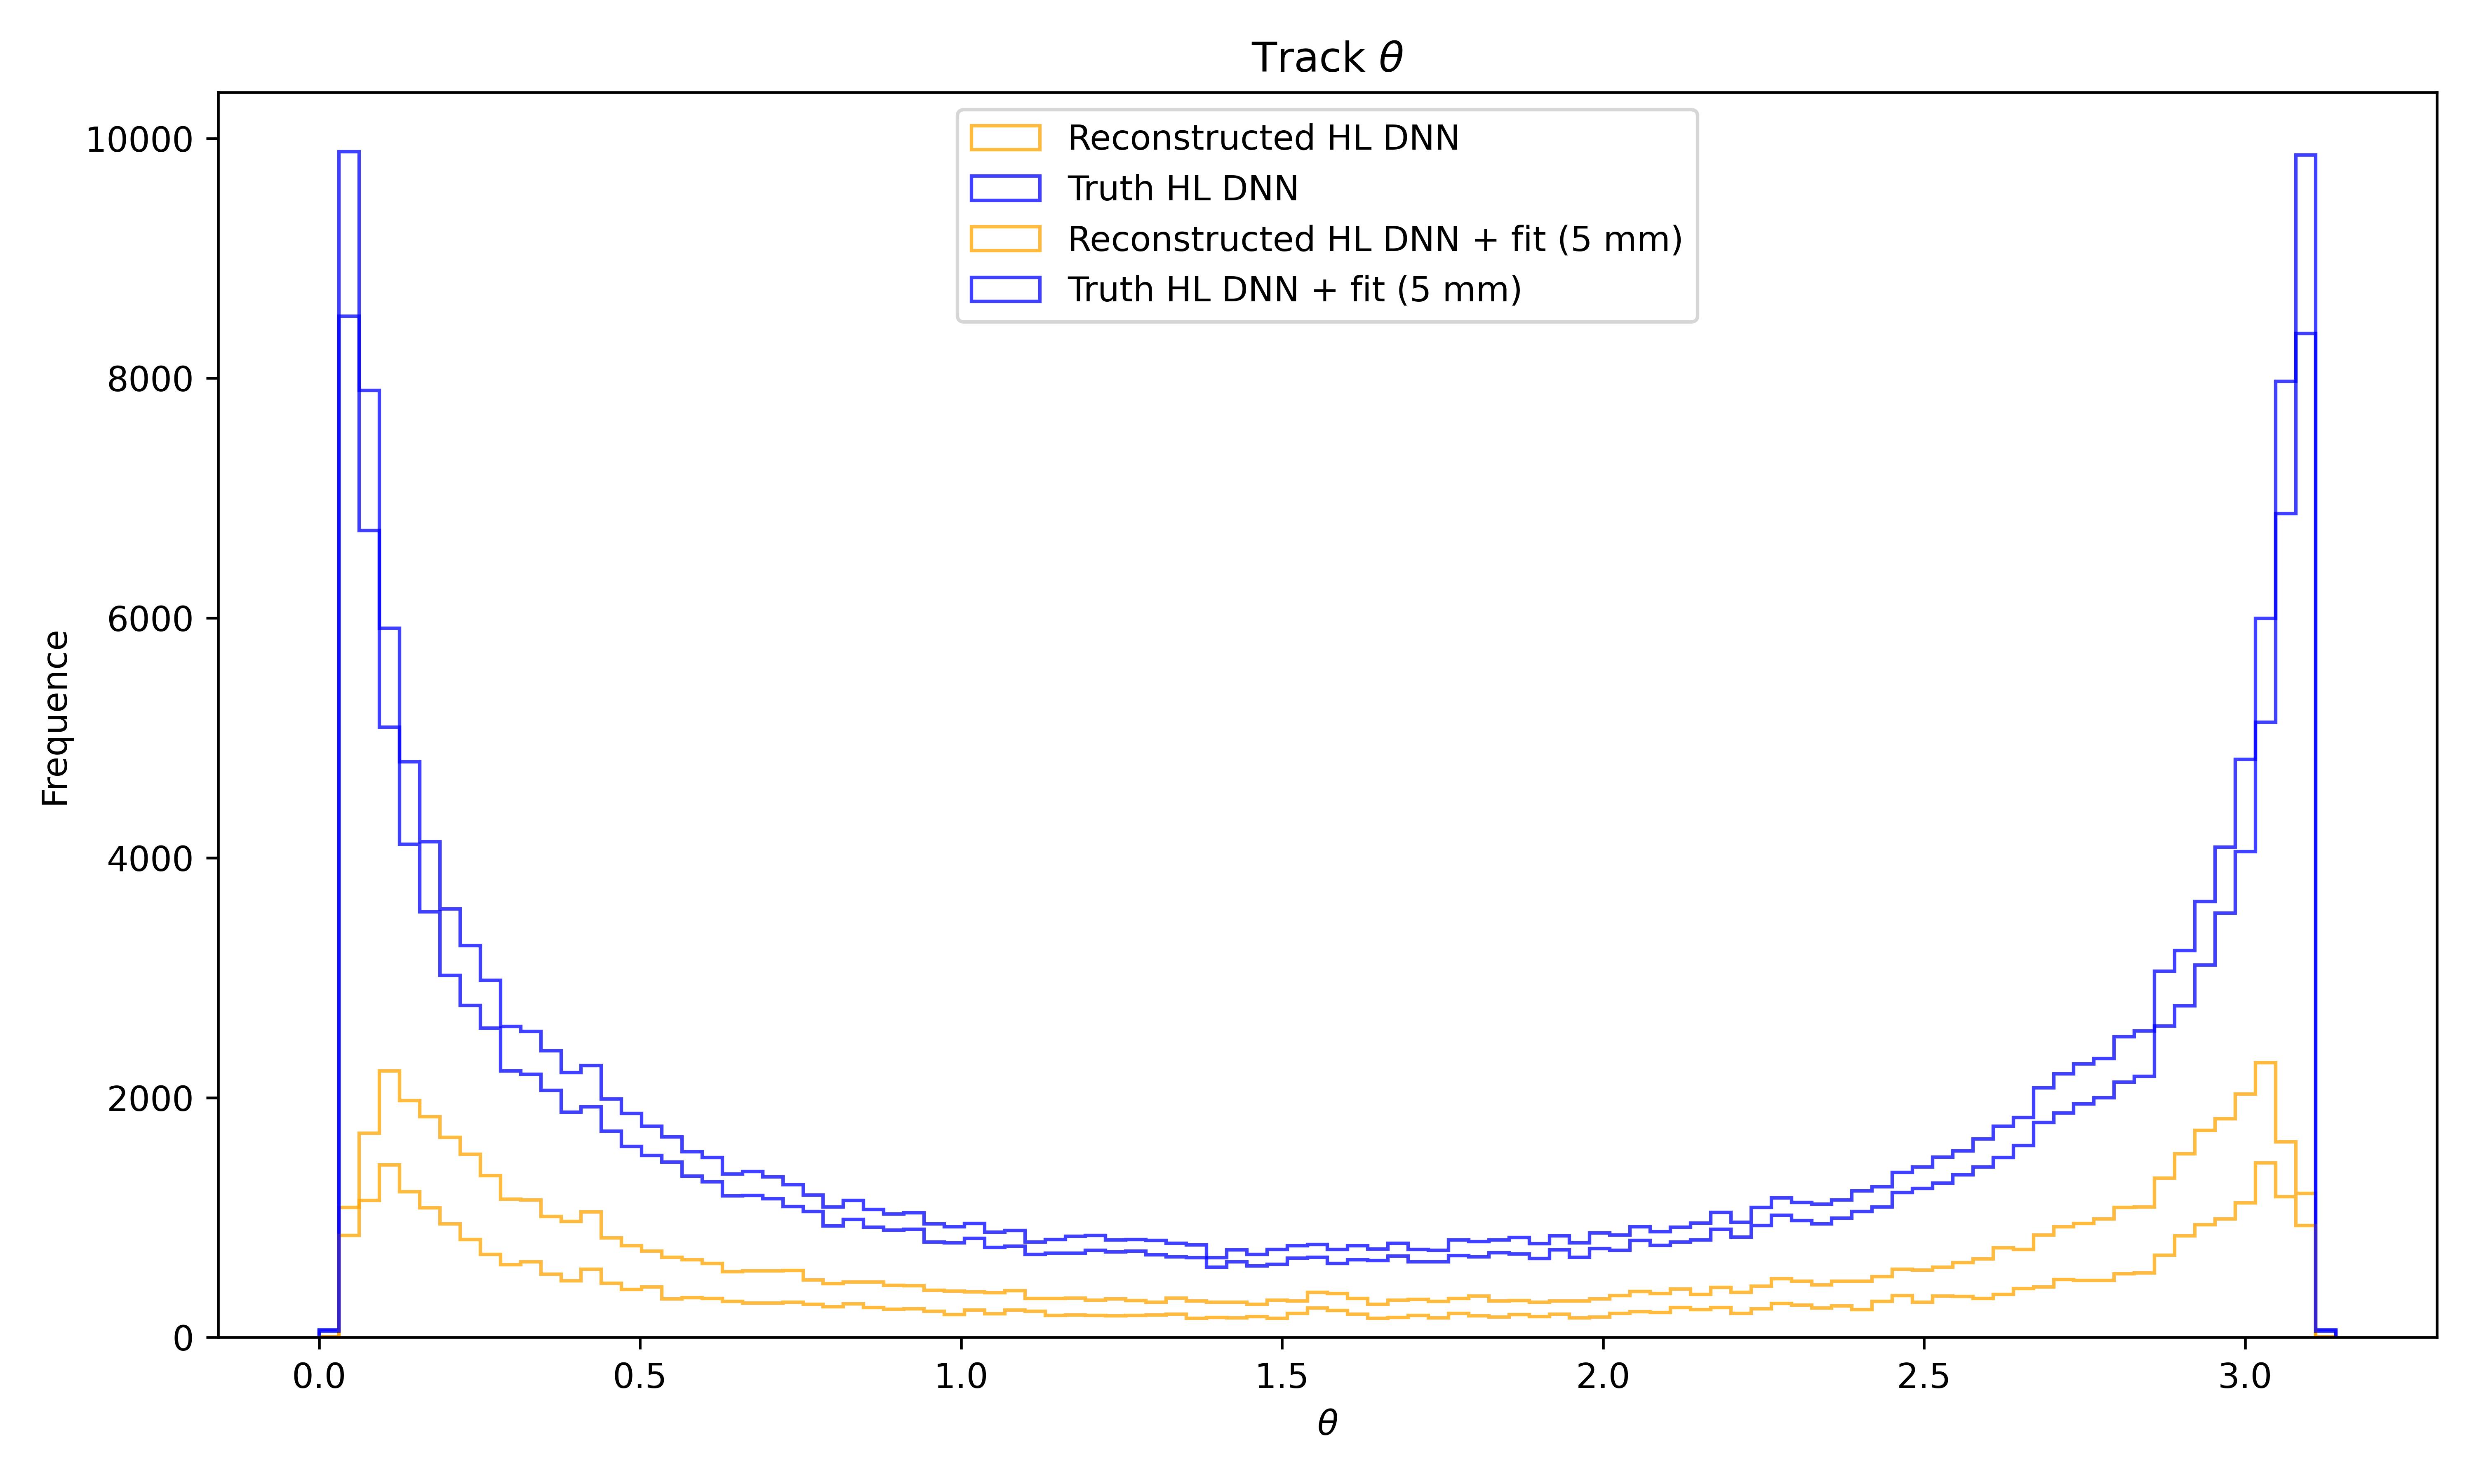 Track θ
Reconstructed HL DNN
Truth HL DNN
Reconstructed HL DNN + fit (5 mm)
Truth HL DNN + fit (5 mm)
10000
8000
6000
4000
2000
0
Frequence
0.0 0.5 1.0 1.5 2.0 2.5 3.0
θ